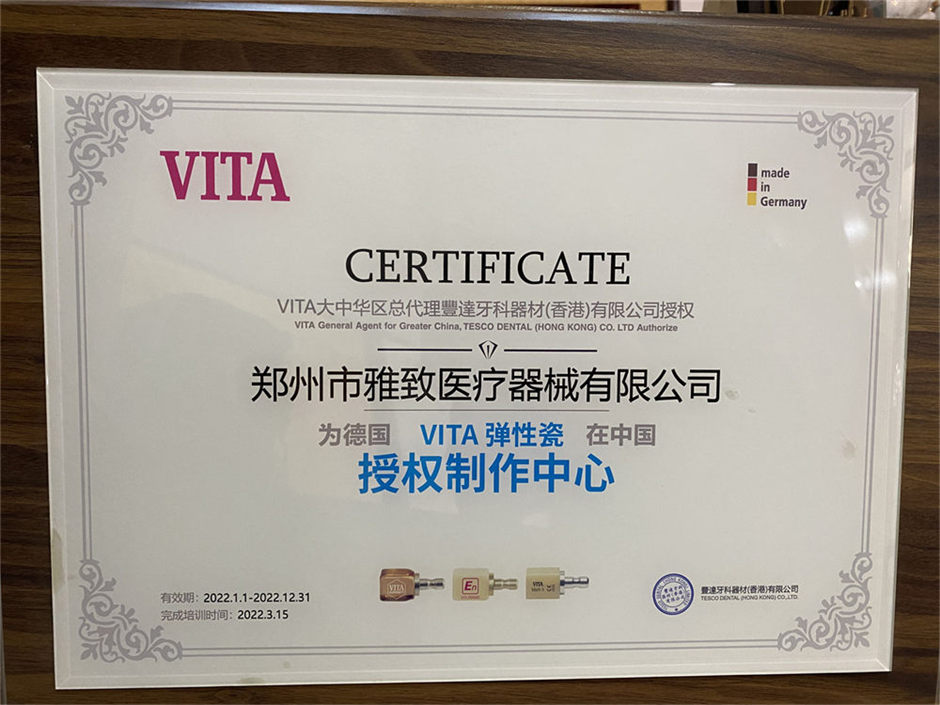 VITA
made
in
Germany
CERTIFICATE
VITA大中华区总代理豐達牙科器材(香港)有限公司授权
VITA General Agent for Greater China, TESCO DENTAL (HONG KONG) CO. LTD Authorize
郑州市雅致医疗器械有限公司
为德国 VITA 弹性瓷 在中国
授权制作中心
VITA
En
VITA
有效期：2022.1.1-2022.12.31
完成培训时间：2022.3.15
豐達牙科器材(香港)有限公司
TESCO DENTAL (HONG KONG) CO.,LTD.